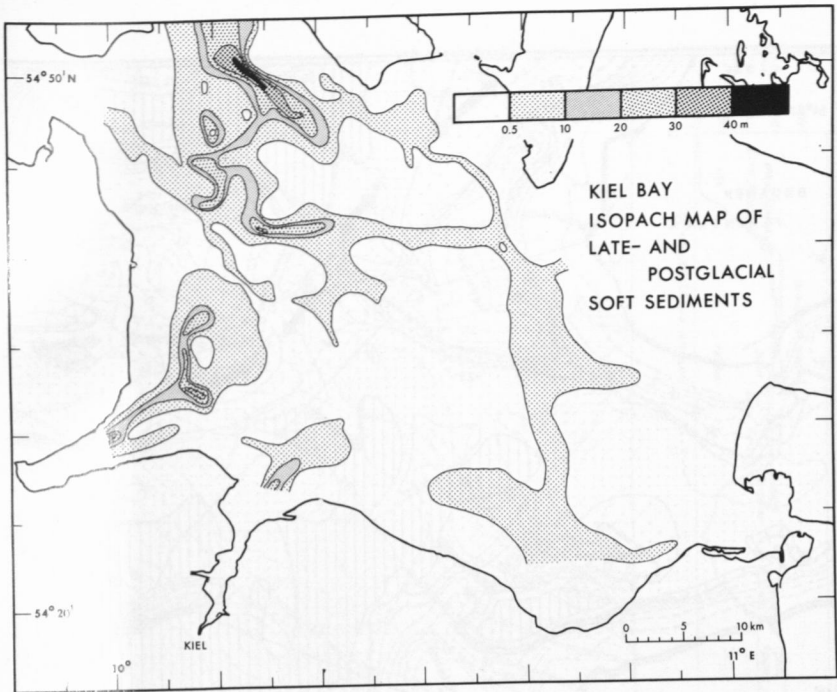 54° 50' N
0.5 10 20 30 40 m
KIEL BAY
ISOPACH MAP OF
LATE- AND
POSTGLACIAL
SOFT SEDIMENTS
54° 20'
KIEL
0 5 10 km
10°
11° E